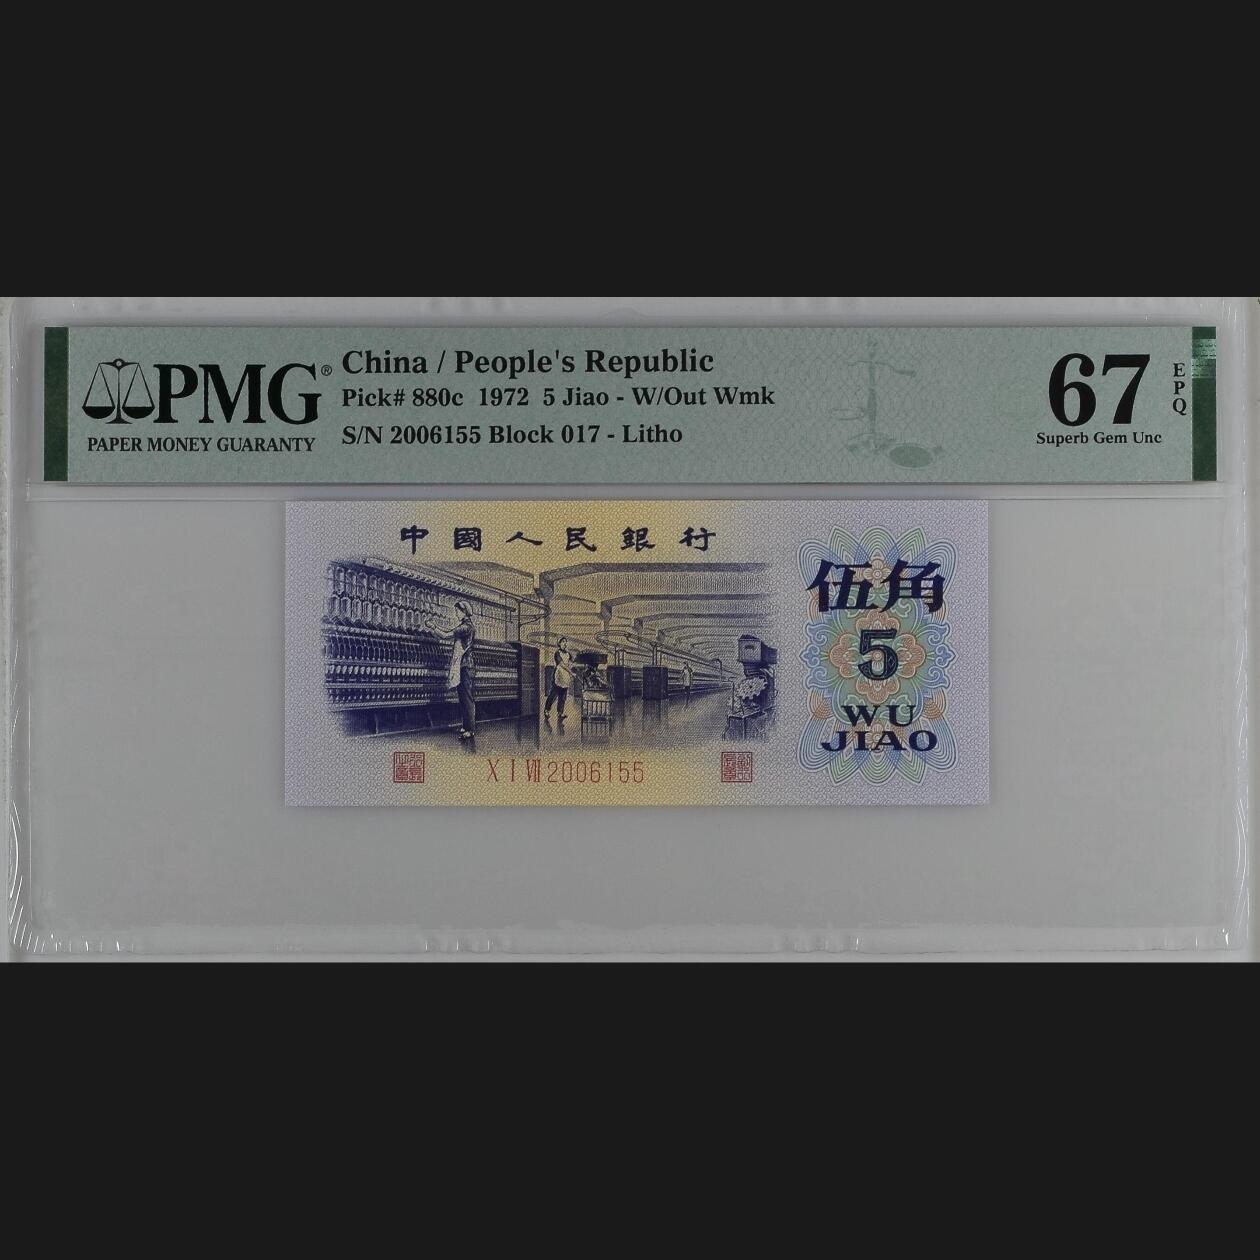 PMG®
PAPER MONEY GUARANTY
China / People's Republic
Pick# 880c 1972 5 Jiao - W/Out Wmk
S/N 2006155 Block 017 - Litho
67
EPQ
Superb Gem Unc
中國人民銀行
伍角
5
WU
JIAO
X I VII 2006155